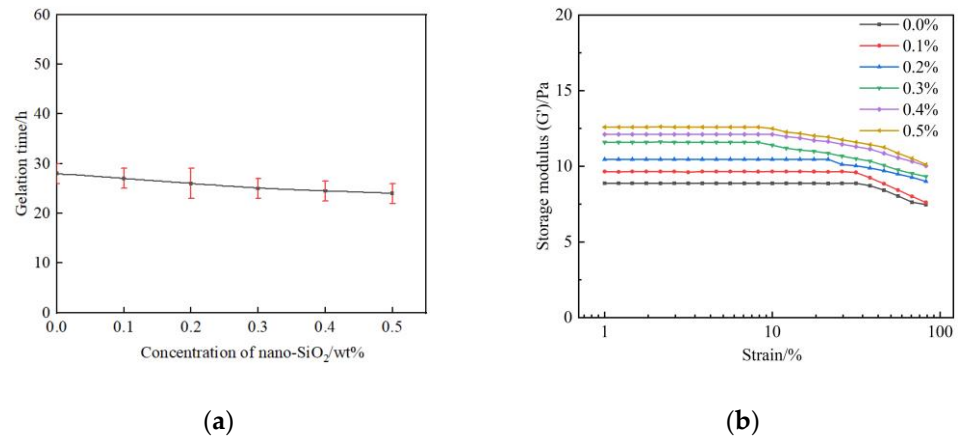 60
50
40
30
20
10
0
Gelation time/h
0.0 0.1 0.2 0.3 0.4 0.5
Concentration of nano-SiO₂/wt%
(a)
20
15
10
5
0
Storage modulus (G')/Pa
0.0%
0.1%
0.2%
0.3%
0.4%
0.5%
1 10 100
Strain/%
(b)